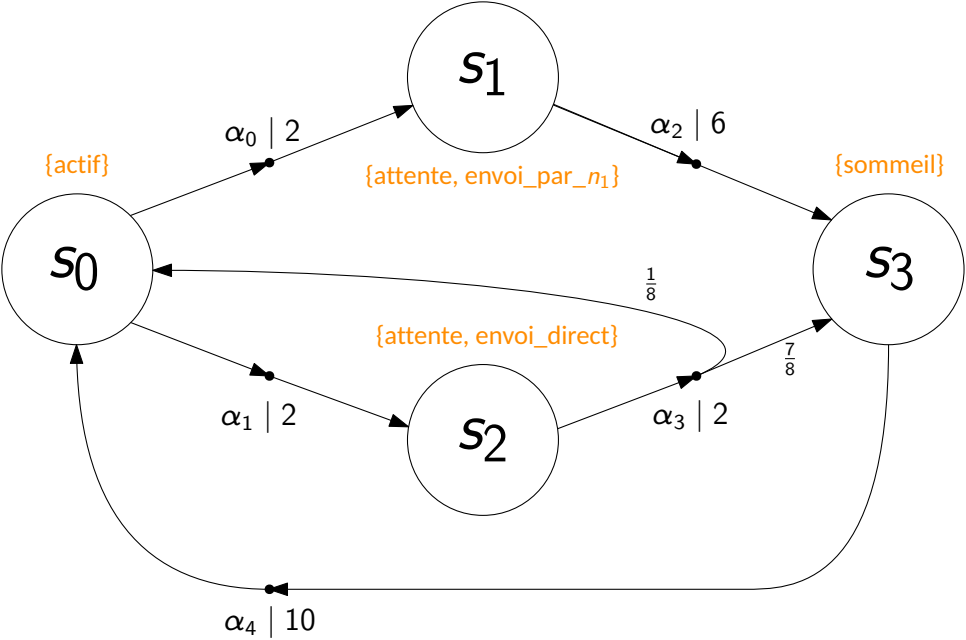 s₁
α₀ | 2
α₂ | 6
{actif}
{attente, envoi_par_n₁}
{sommeil}
s₀
s₃
1/8
{attente, envoi_direct}
7/8
α₁ | 2
α₃ | 2
s₂
α₄ | 10